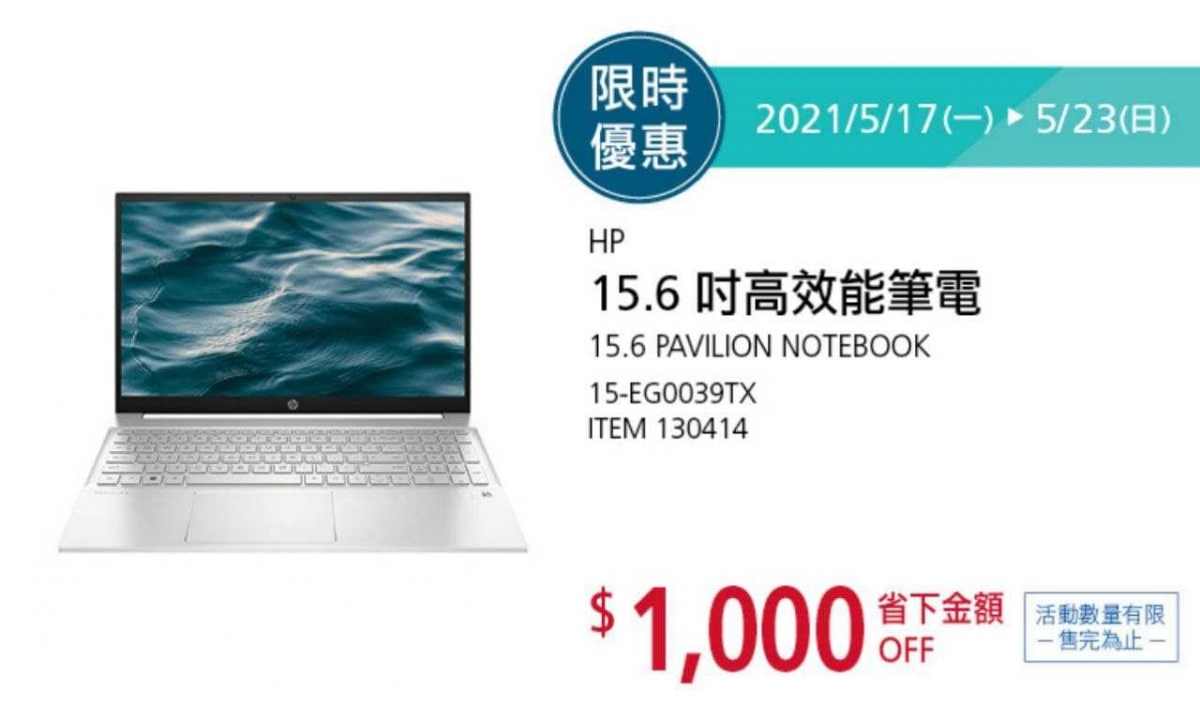 限時
優惠
2021/5/17(一)▶5/23(日)
HP
15.6 吋高效能筆電
15.6 PAVILION NOTEBOOK
15-EG0039TX
ITEM 130414
$1,000 省下金額
OFF
活動數量有限
－售完為止－